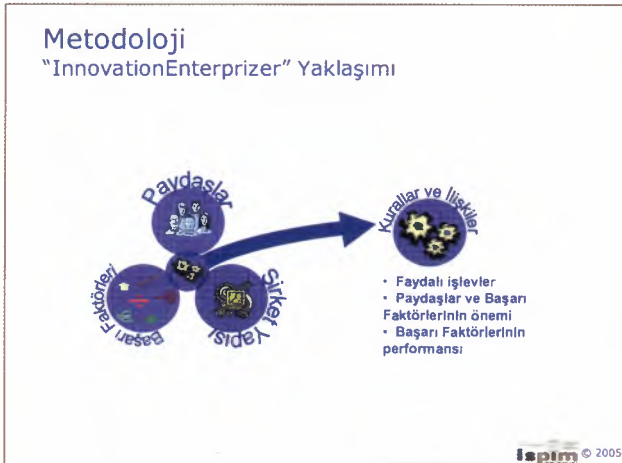 Metodoloji
"InnovationEnterprizer" Yaklaşımı
Paydaşlar
Başarı Faktörleri
Şirket Yapısı
Kurallar ve İlişkiler
• Faydalı işlevler
• Paydaşlar ve Başarı
Faktörlerinin önemi
• Başarı Faktörlerinin
performansı
ispim © 2005